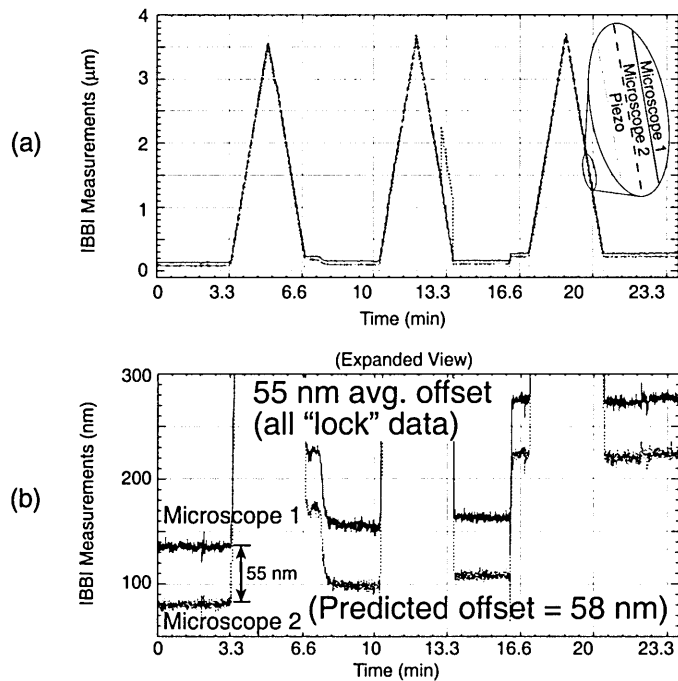 (a)
IBBI Measurements (μm)
4
3
2
1
0
Microscope 1
Microscope 2
Piezo
0 3.3 6.6 10 13.3 16.6 20 23.3
Time (min)
(b)
(Expanded View)
IBBI Measurements (nm)
300
200
100
55 nm avg. offset
(all “lock” data)
Microscope 1
55 nm
Microscope 2
(Predicted offset = 58 nm)
0 3.3 6.6 10 13.3 16.6 20 23.3
Time (min)